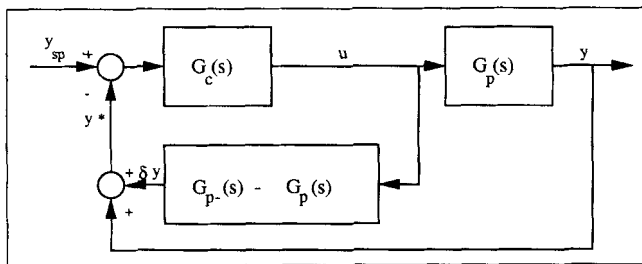 y_sp
+
G_c(s)
u
G_p(s)
y
-
y *
+ δ y
G_p-(s) - G_p(s)
+